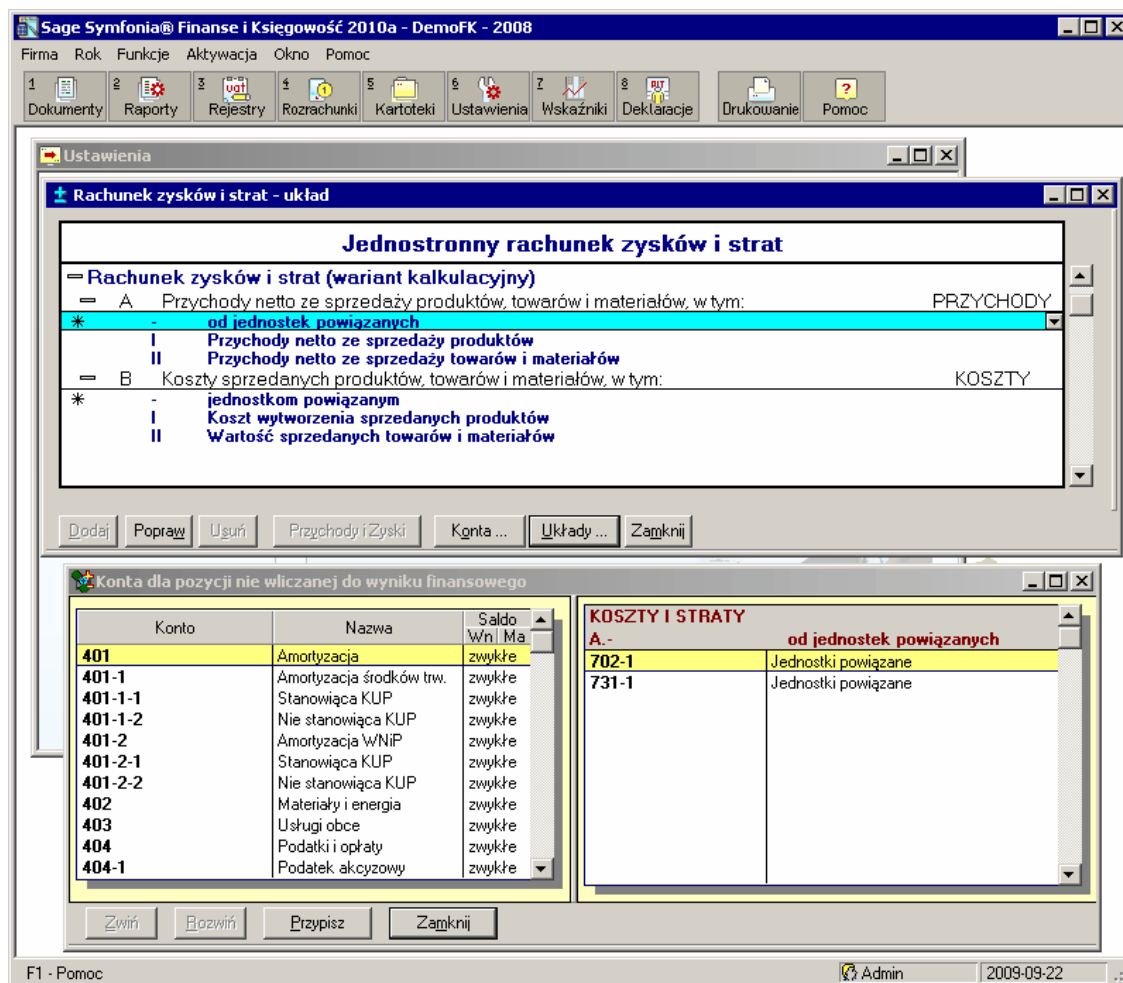 Sage Symfonia® Finanse i Księgowość 2010a - DemoFK - 2008
Firma Rok Funkcje Aktywacja Okno Pomoc
1 2 3 4 5 6 7 8 ?
Dokumenty Raporty Rejestry Rozrachunki Kartoteki Ustawienia Wskaźniki Deklaracje Drukowanie Pomoc
Ustawienia
Rachunek zysków i strat - układ
Jednostronny rachunek zysków i strat
Rachunek zysków i strat (wariant kalkulacyjny)
A Przychody netto ze sprzedaży produktów, towarów i materiałów, w tym: PRZYCHODY
* - od jednostek powiązanych
I Przychody netto ze sprzedaży produktów
II Przychody netto ze sprzedaży towarów i materiałów
B Koszty sprzedanych produktów, towarów i materiałów, w tym: KOSZTY
* - jednostkom powiązanym
I Koszt wytworzenia sprzedanych produktów
II Wartość sprzedanych towarów i materiałów
Dodaj Popraw Usuń Przychody i Zyski Konta ... Układy ... Zamknij
Konta dla pozycji nie wliczanej do wyniku finansowego
Konto Nazwa Saldo
Wn Ma
401 Amortyzacja zwykłe
401-1 Amortyzacja środków trw. zwykłe
401-1-1 Stanowiąca KUP zwykłe
401-1-2 Nie stanowiąca KUP zwykłe
401-2 Amortyzacja WNiP zwykłe
401-2-1 Stanowiąca KUP zwykłe
401-2-2 Nie stanowiąca KUP zwykłe
402 Materiały i energia zwykłe
403 Usługi obce zwykłe
404 Podatki i opłaty zwykłe
404-1 Podatek akcyzowy zwykłe
KOSZTY I STRATY
A.- od jednostek powiązanych
702-1 Jednostki powiązane
731-1 Jednostki powiązane
Zwiń Rozwiń Przypisz Zamknij
F1 - Pomoc Admin 2009-09-22